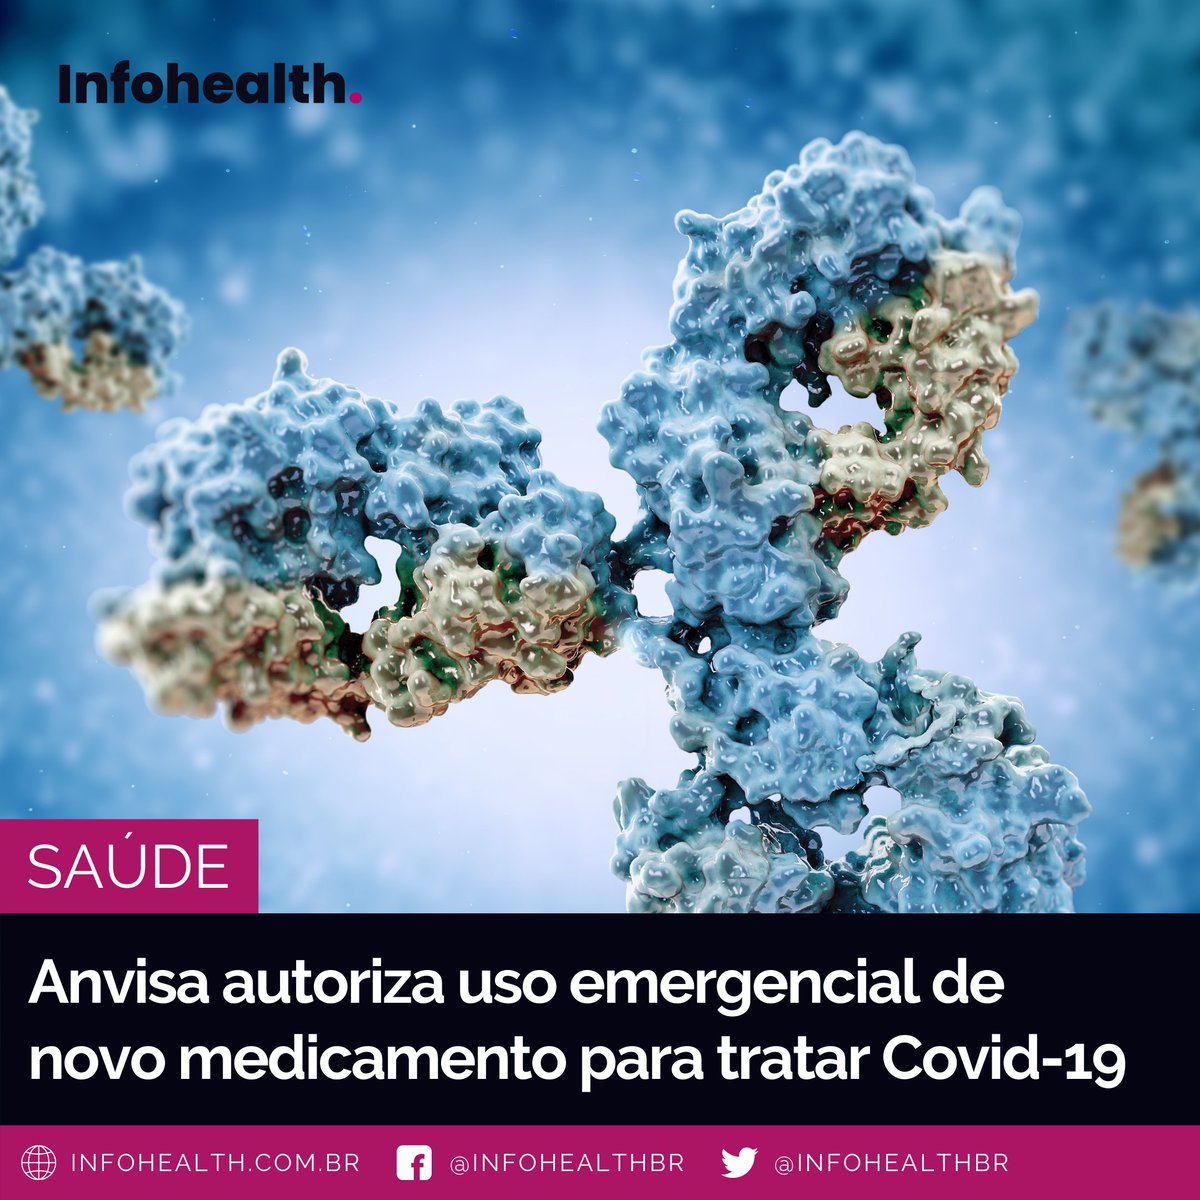 Infohealth.
SAÚDE
Anvisa autoriza uso emergencial de
novo medicamento para tratar Covid-19
INFOHEALTH.COM.BR @INFOHEALTHBR @INFOHEALTHBR